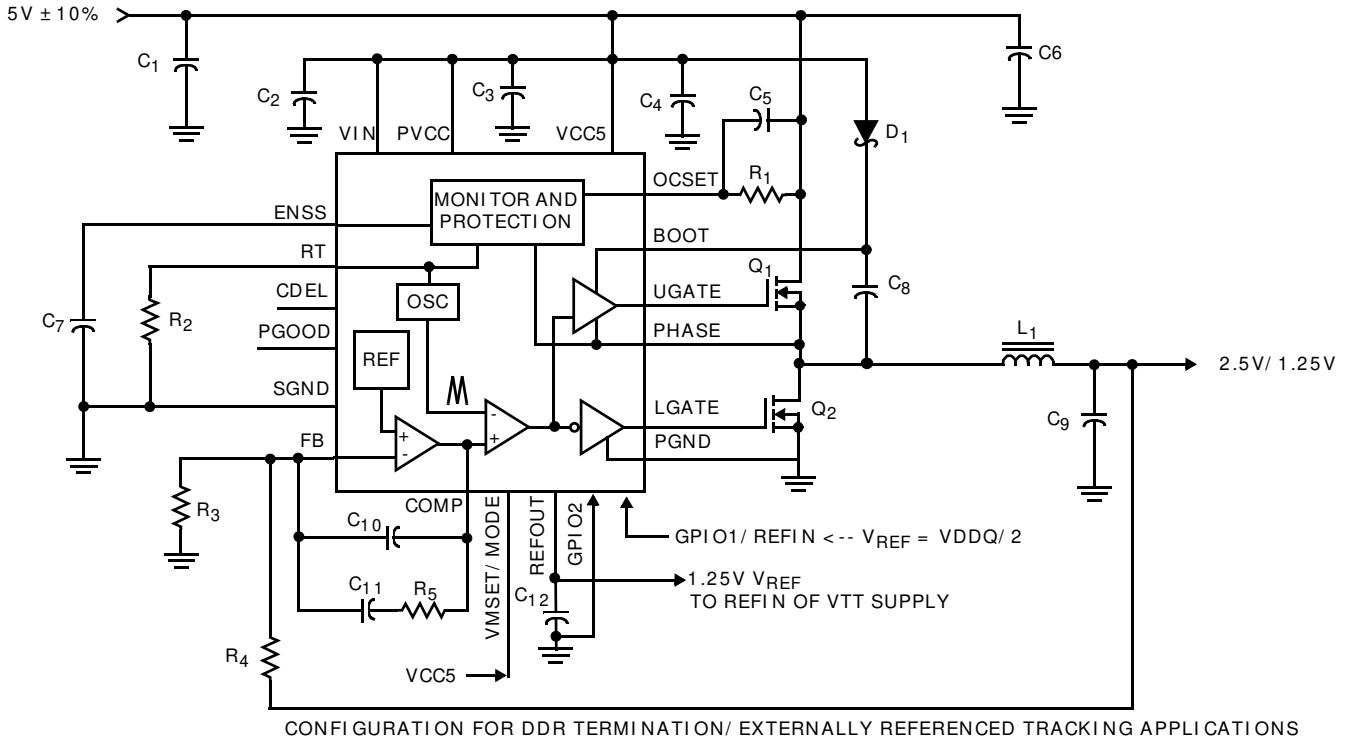 5V ± 10%
C1
C2
C3
C4
C5
C6
VIN
PVCC
VCC5
D1
OCSET
R1
MONITOR AND
PROTECTION
ENSS
BOOT
RT
Q1
CDEL
OSC
UGATE
C8
C7
R2
PGOOD
PHASE
L1
REF
2.5V/ 1.25V
SGND
LGATE
Q2
C9
FB
+
-
-
+
PGND
R3
COMP
VMSET/ MODE
REFOUT
GPIO2
C10
GPIO1/ REFIN <-- VREF = VDDQ/ 2
C11
R5
C12
1.25V VREF
TO REFIN OF VTT SUPPLY
R4
VCC5
CONFIGURATION FOR DDR TERMINATION/ EXTERNALLY REFERENCED TRACKING APPLICATIONS